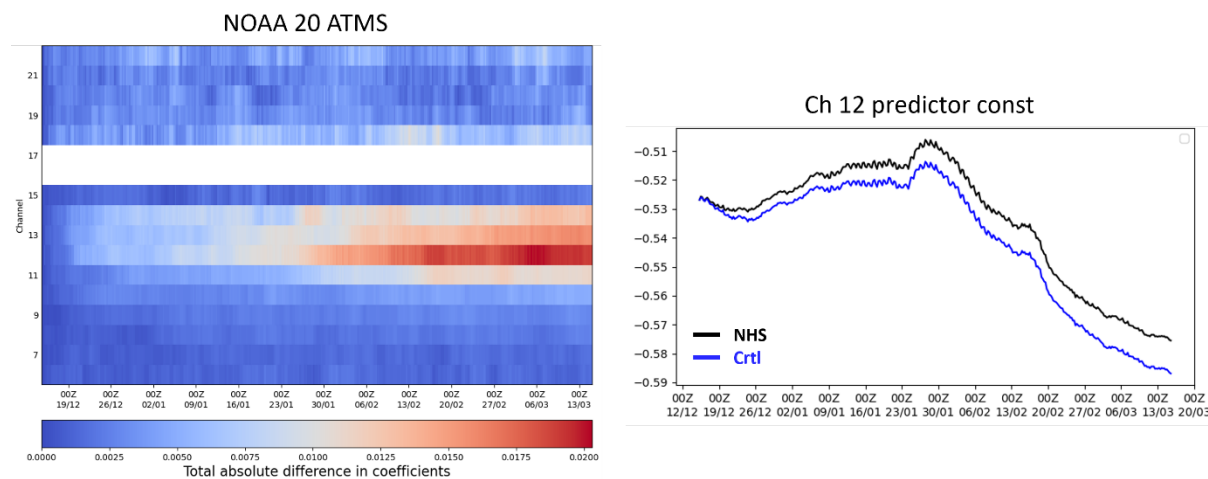 NOAA 20 ATMS
21
19
17
15
13
11
9
7
Channel
00Z 00Z 00Z 00Z 00Z 00Z 00Z 00Z 00Z 00Z 00Z 00Z 00Z
19/12 26/12 02/01 09/01 16/01 23/01 30/01 06/02 13/02 20/02 27/02 06/03 13/03
0.0000 0.0025 0.0050 0.0075 0.0100 0.0125 0.0150 0.0175 0.0200
Total absolute difference in coefficients
Ch 12 predictor const
−0.51
−0.52
−0.53
−0.54
−0.55
−0.56
−0.57
−0.58
−0.59
NHS
Crtl
00Z 00Z 00Z 00Z 00Z 00Z 00Z 00Z 00Z 00Z 00Z 00Z 00Z 00Z 00Z
12/12 19/12 26/12 02/01 09/01 16/01 23/01 30/01 06/02 13/02 20/02 27/02 06/03 13/03 20/03